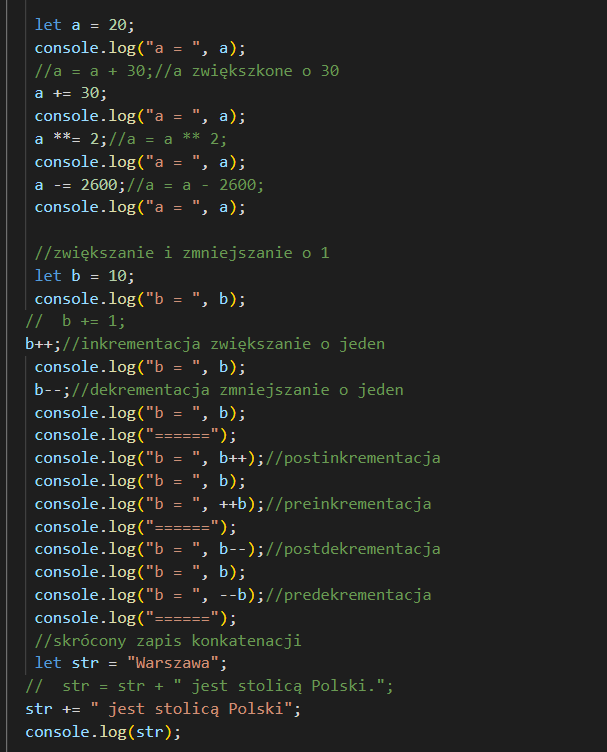 let a = 20;
console.log("a = ", a);
//a = a + 30;//a zwiększkone o 30
a += 30;
console.log("a = ", a);
a **= 2;//a = a ** 2;
console.log("a = ", a);
a -= 2600;//a = a - 2600;
console.log("a = ", a);
//zwiększanie i zmniejszanie o 1
let b = 10;
console.log("b = ", b);
//  b += 1;
b++;//inkrementacja zwiększanie o jeden
console.log("b = ", b);
b--;//dekrementacja zmniejszanie o jeden
console.log("b = ", b);
console.log("======");
console.log("b = ", b++);//postinkrementacja
console.log("b = ", b);
console.log("b = ", ++b);//preinkrementacja
console.log("======");
console.log("b = ", b--);//postdekrementacja
console.log("b = ", b);
console.log("b = ", --b);//predekrementacja
console.log("======");
//skrócony zapis konkatenacji
let str = "Warszawa";
//  str = str + " jest stolicą Polski.";
str += " jest stolicą Polski";
console.log(str);